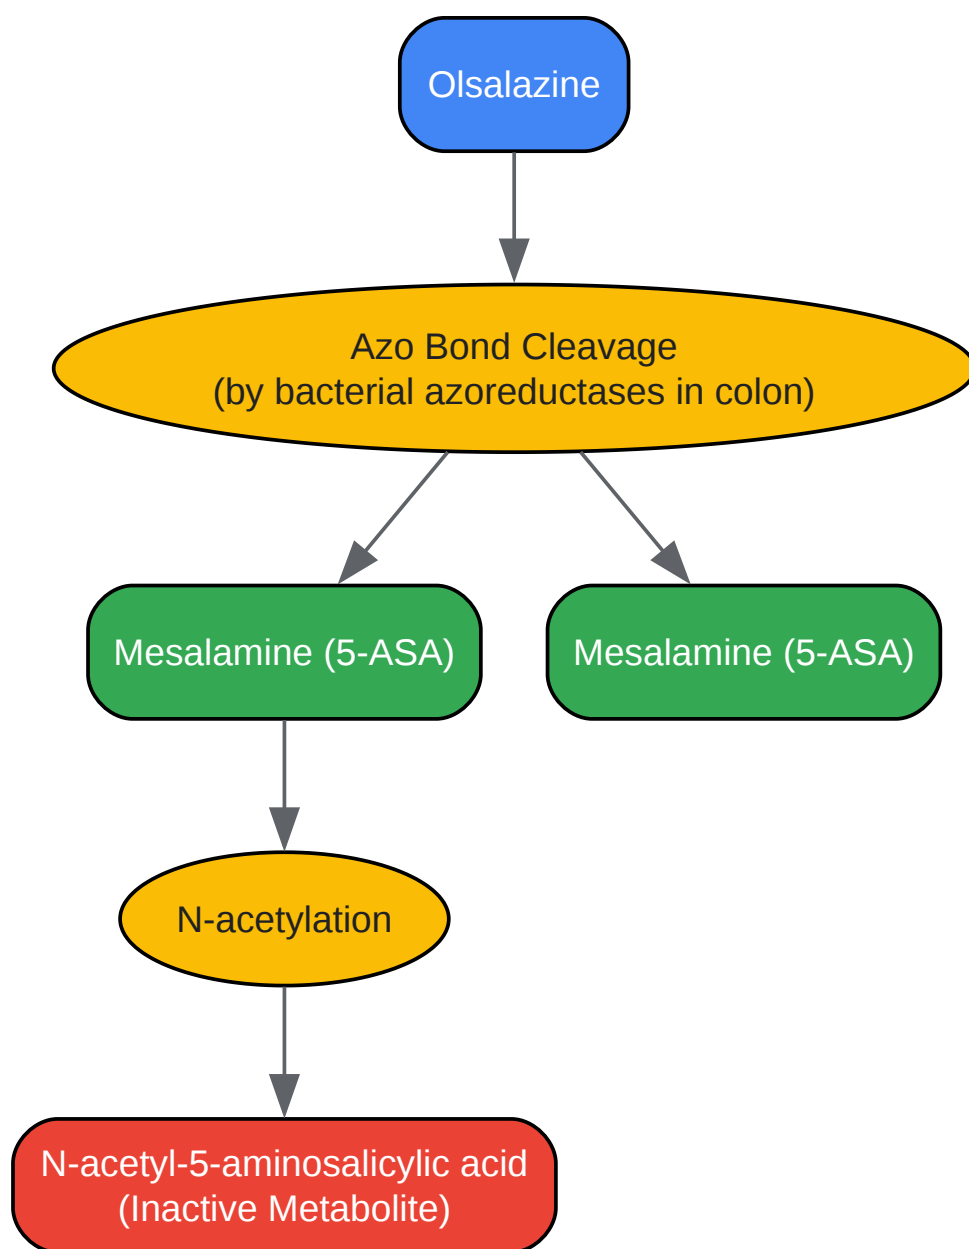 Olsalazine
Azo Bond Cleavage
(by bacterial azoreductases in colon)
Mesalamine (5-ASA)
Mesalamine (5-ASA)
N-acetylation
N-acetyl-5-aminosalicylic acid
(Inactive Metabolite)